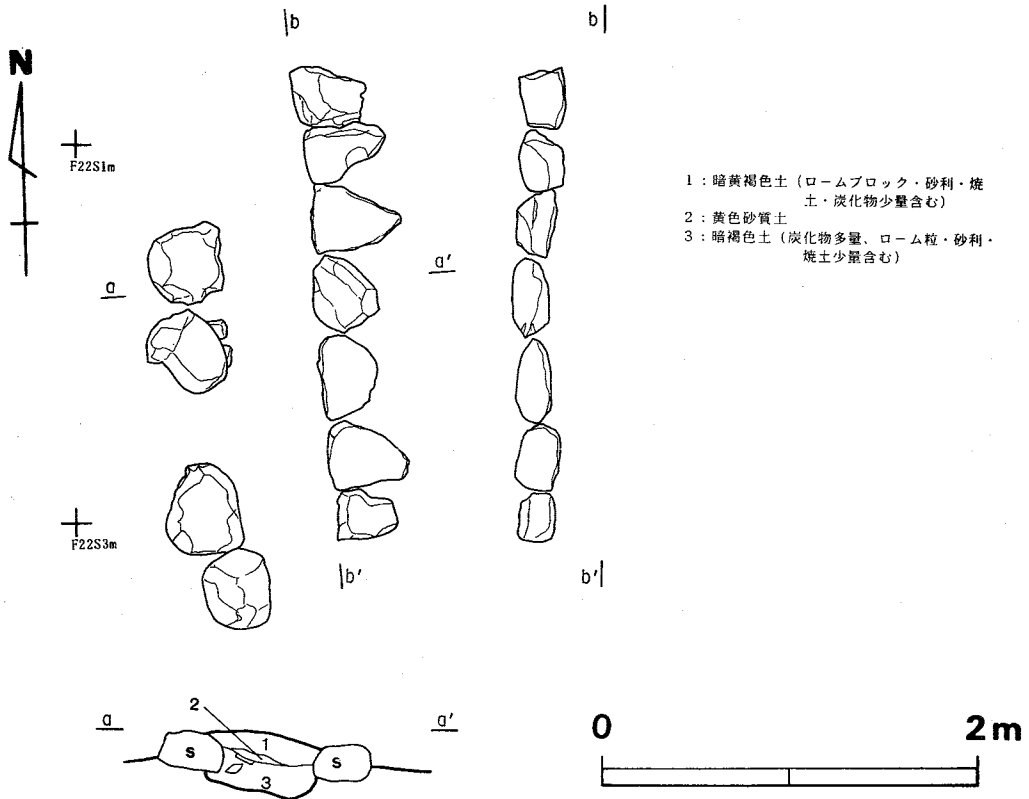 b
b
N
F22S1m
1：暗黄褐色土（ロームブロック・砂利・焼
土・炭化物少量含む）
2：黄色砂質土
3：暗褐色土（炭化物多量、ローム粒・砂利・
焼土少量含む）
a
a'
F22S3m
b'
b'
a
2
a'
1
s
s
3
0
2m